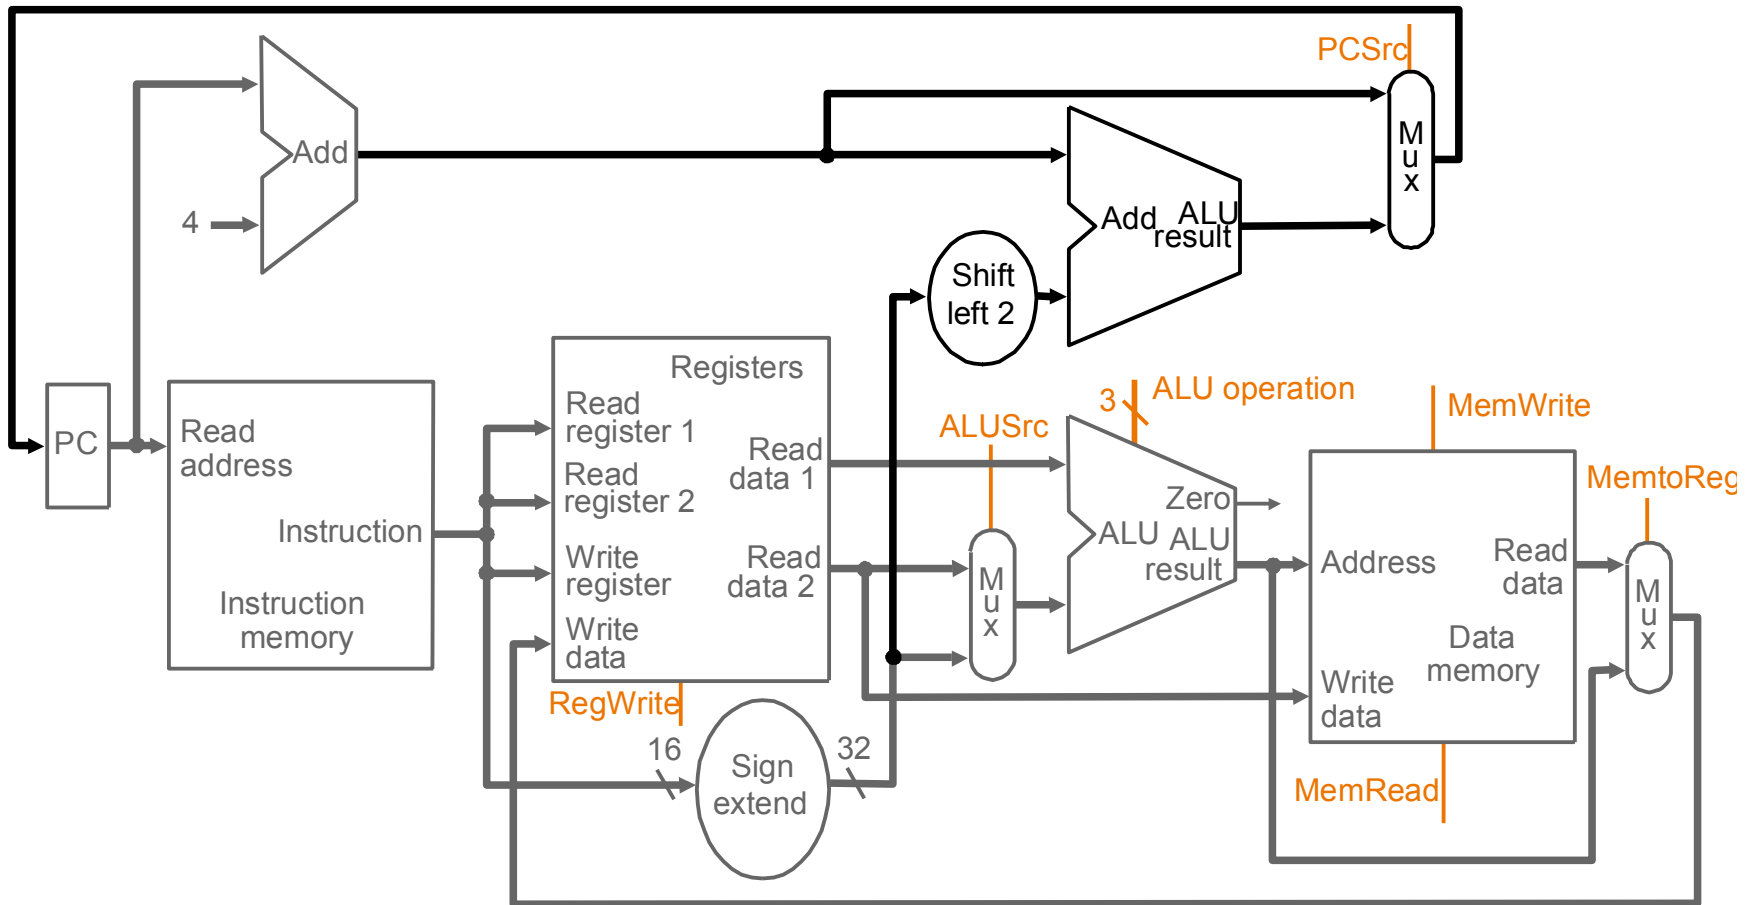 PCSrc
Add
4
M
u
x
Add
ALU
result
Shift
left 2
PC
Read
address
Instruction
Instruction
memory
Registers
Read
register 1
Read
register 2
Write
register
Write
data
Read
data 1
Read
data 2
RegWrite
16
Sign
extend
32
ALUSrc
M
u
x
3
ALU operation
Zero
ALU
ALU
result
MemWrite
Address
Read
data
Write
data
Data
memory
MemRead
MemtoReg
M
u
x